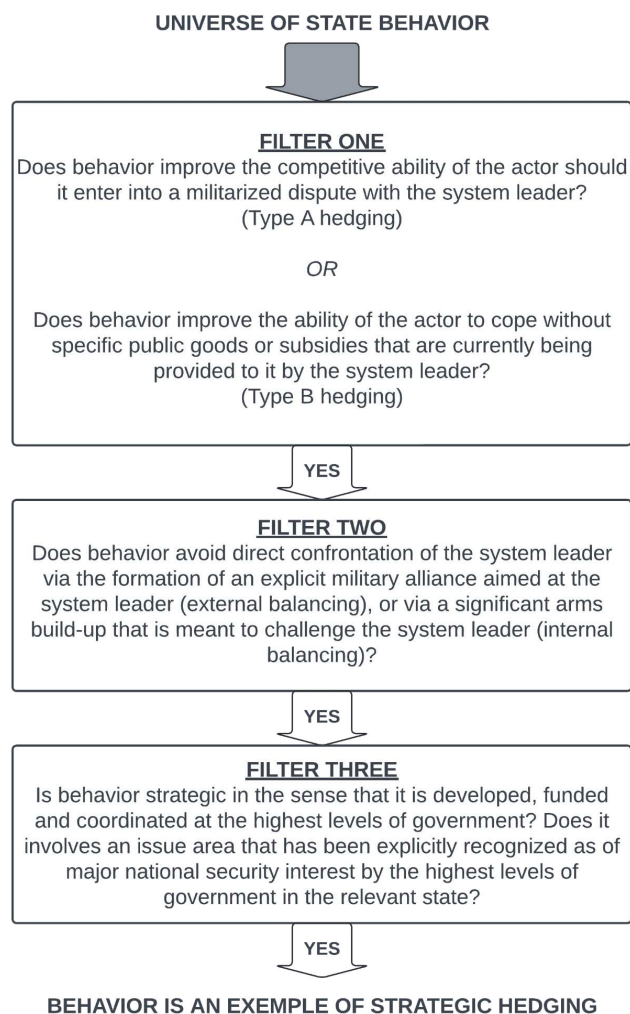 UNIVERSE OF STATE BEHAVIOR
FILTER ONE
Does behavior improve the competitive ability of the actor should
it enter into a militarized dispute with the system leader?
(Type A hedging)
OR
Does behavior improve the ability of the actor to cope without
specific public goods or subsidies that are currently being
provided to it by the system leader?
(Type B hedging)
YES
FILTER TWO
Does behavior avoid direct confrontation of the system leader
via the formation of an explicit military alliance aimed at the
system leader (external balancing), or via a significant arms
build-up that is meant to challenge the system leader (internal
balancing)?
YES
FILTER THREE
Is behavior strategic in the sense that it is developed, funded
and coordinated at the highest levels of government? Does it
involves an issue area that has been explicitly recognized as of
major national security interest by the highest levels of
government in the relevant state?
YES
BEHAVIOR IS AN EXEMPLE OF STRATEGIC HEDGING